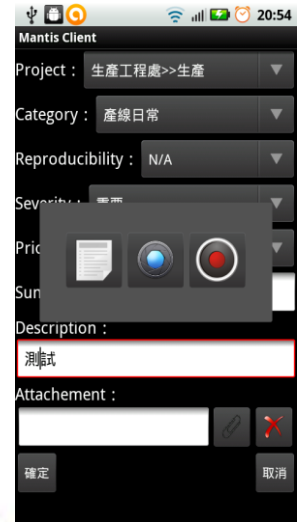 20:54
Mantis Client
Project： 生產工程處>>生產
Category： 產線日常
Reproducibility： N/A
Description：
測試
Attachement：
確定 取消